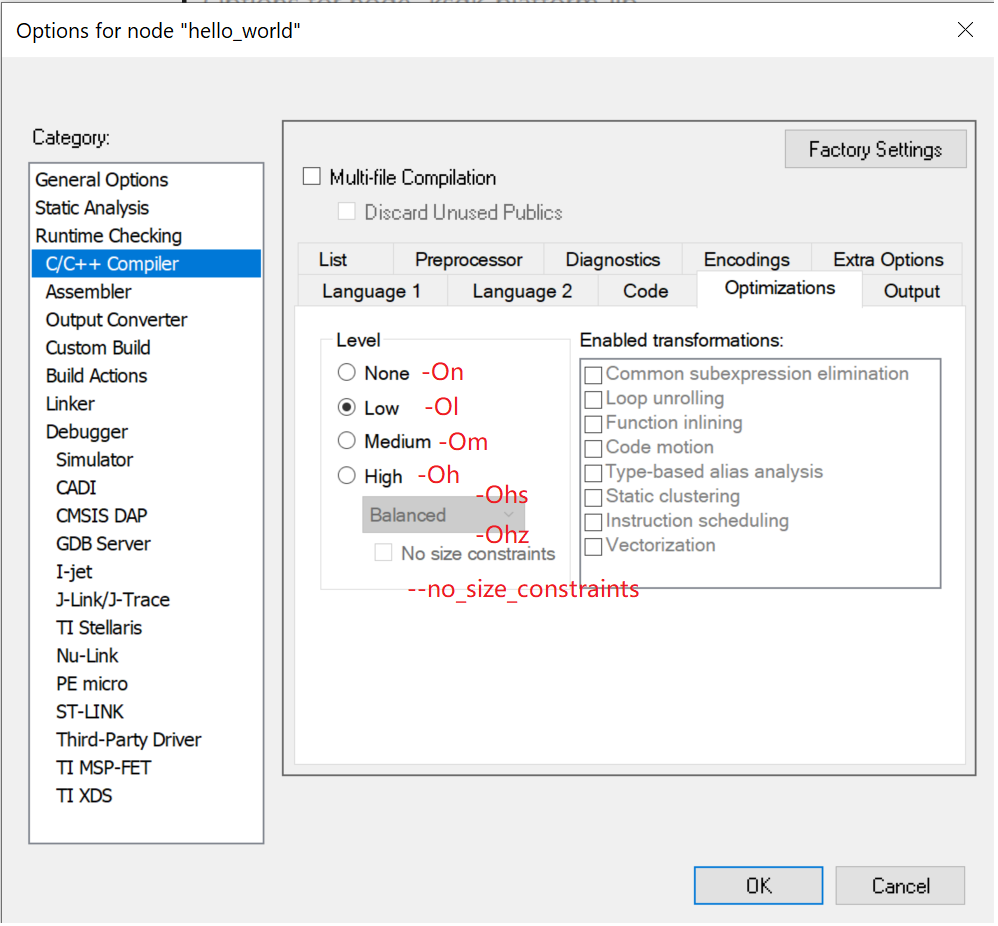 Options for node "hello_world"
Category:
General Options
Static Analysis
Runtime Checking
C/C++ Compiler
Assembler
Output Converter
Custom Build
Build Actions
Linker
Debugger
Simulator
CADI
CMSIS DAP
GDB Server
I-jet
J-Link/J-Trace
TI Stellaris
Nu-Link
PE micro
ST-LINK
Third-Party Driver
TI MSP-FET
TI XDS
Factory Settings
Multi-file Compilation
Discard Unused Publics
List Preprocessor Diagnostics Encodings Extra Options
Language 1 Language 2 Code Optimizations Output
Level
None -On
Low -Ol
Medium -Om
High -Oh
-Ohs
Balanced
-Ohz
No size constraints
--no_size_constraints
Enabled transformations:
Common subexpression elimination
Loop unrolling
Function inlining
Code motion
Type-based alias analysis
Static clustering
Instruction scheduling
Vectorization
OK Cancel